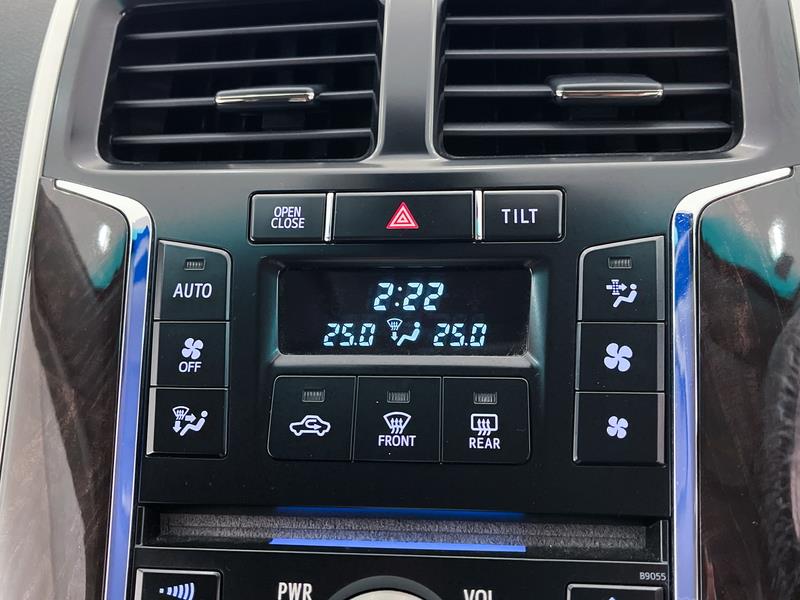 OPEN
CLOSE
TILT
AUTO
2:22
25.0 25.0
OFF
FRONT
REAR
B9055
PWR
VOL